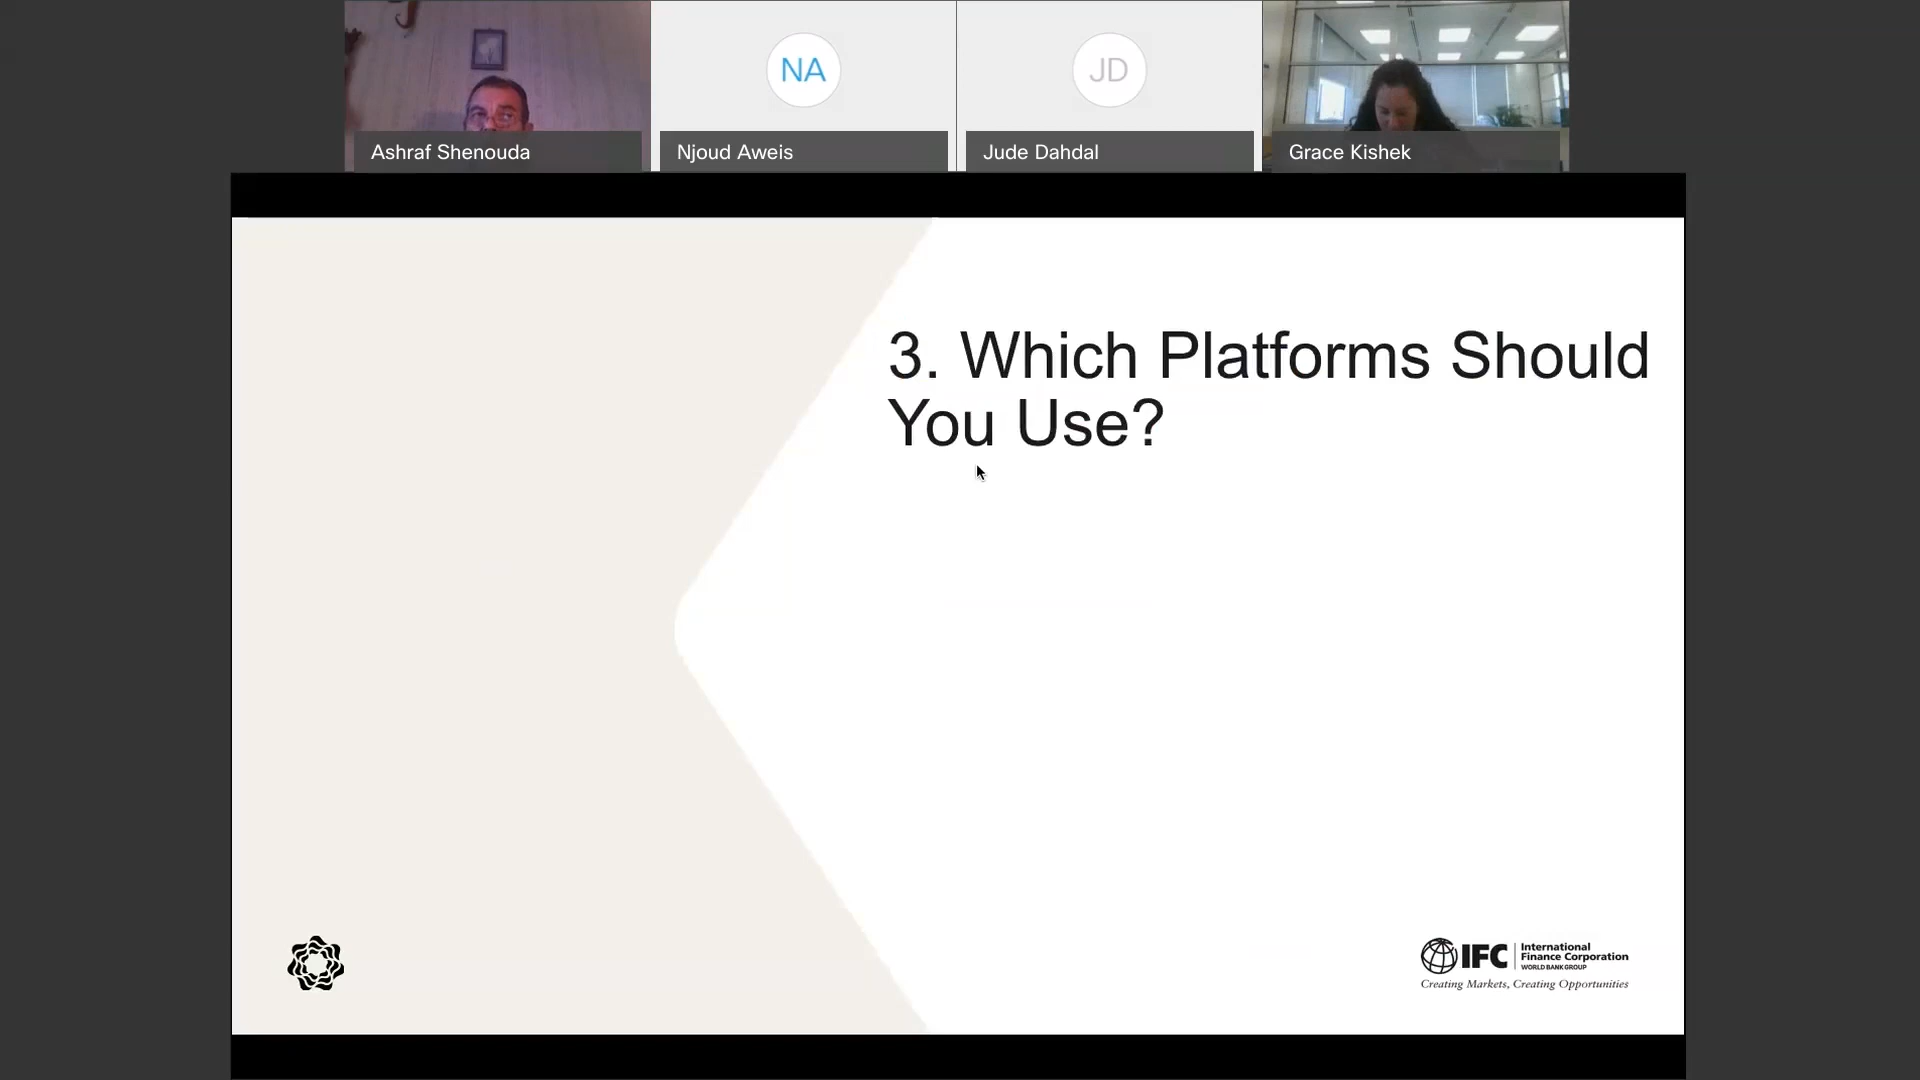 NA
JD
Ashraf Shenouda
Njoud Aweis
Jude Dahdal
Grace Kishek
3. Which Platforms Should
You Use?
IFC
International
Finance Corporation
WORLD BANK GROUP
Creating Markets, Creating Opportunities